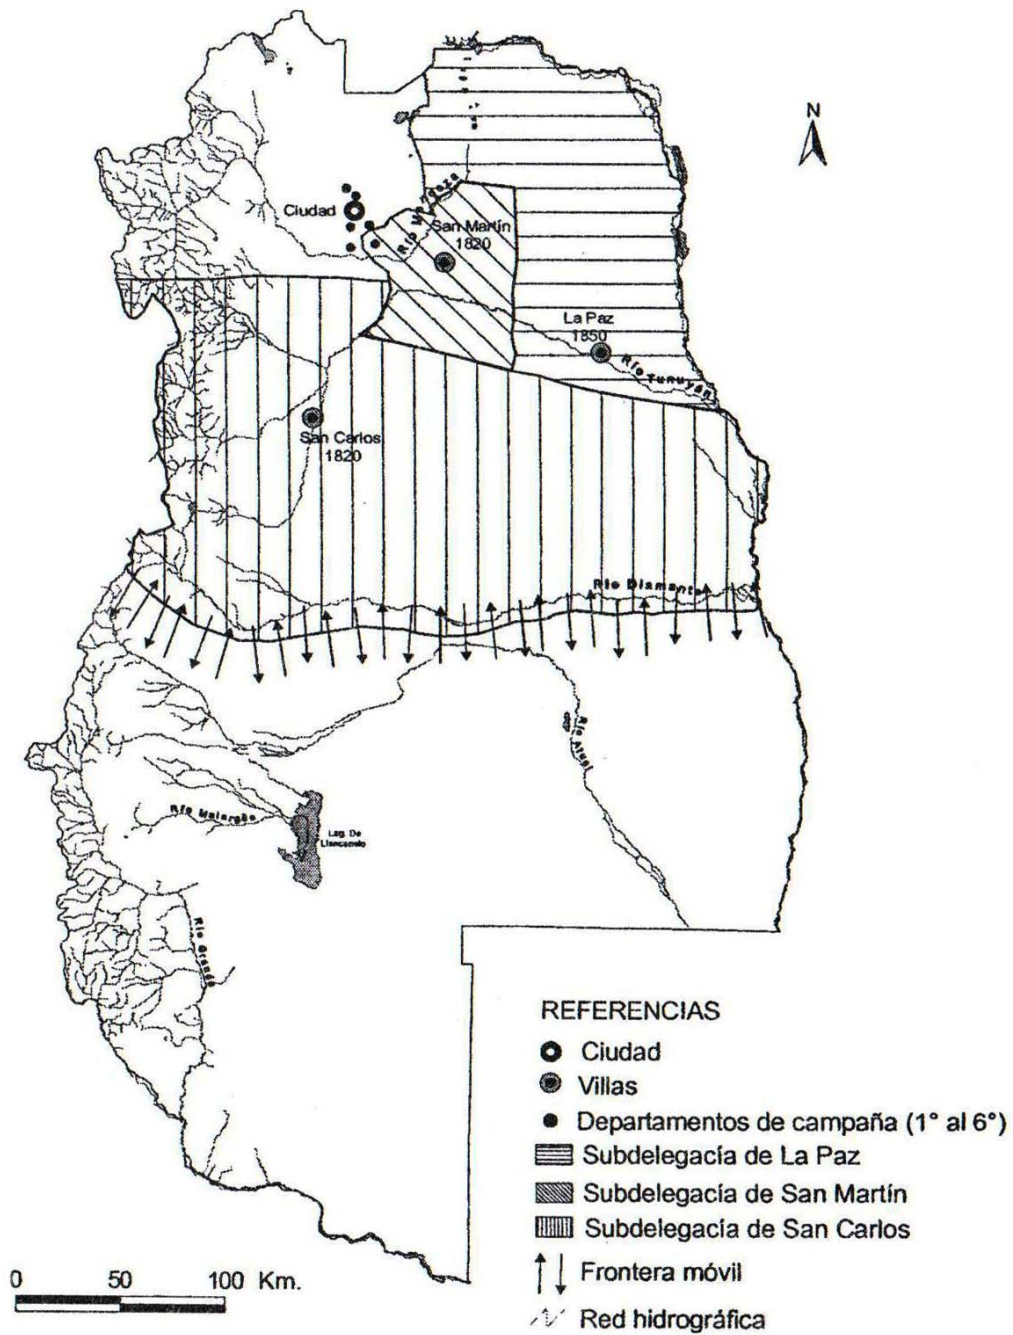 N
Ciudad
Río Mendoza
San Martín
1820
La Paz
1850
Río Tunuyán
San Carlos
1820
Río Diamante
Río Atuel
Río Malargüe
Lag. De
Llancanelo
Río Grande
REFERENCIAS
Ciudad
Villas
Departamentos de campaña (1° al 6°)
Subdelegacía de La Paz
Subdelegacía de San Martín
Subdelegacía de San Carlos
Frontera móvil
Red hidrográfica
0 50 100 Km.